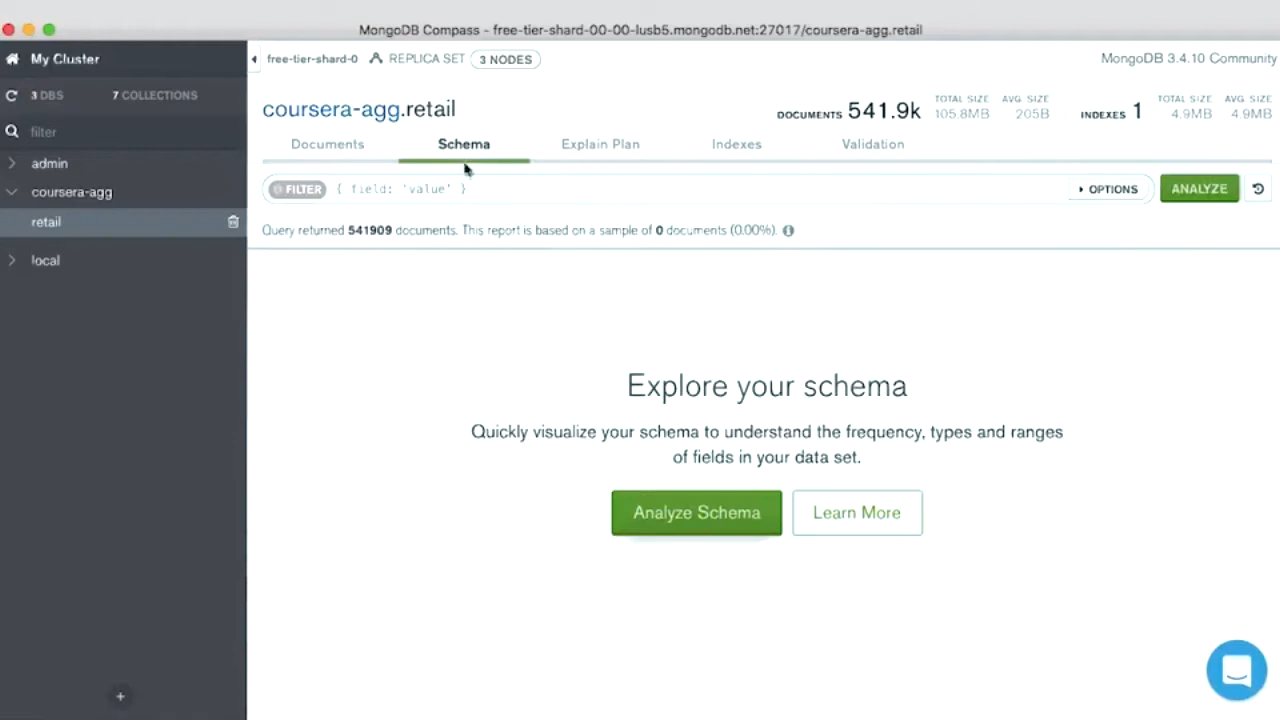 MongoDB Compass - free-tier-shard-00-00-lusb5.mongodb.net:27017/coursera-agg.retail
My Cluster
free-tier-shard-0 REPLICA SET 3 NODES
MongoDB 3.4.10 Community
3 DBS 7 COLLECTIONS
filter
admin
coursera-agg
retail
local
coursera-agg.retail
DOCUMENTS 541.9k TOTAL SIZE 105.8MB AVG. SIZE 205B
INDEXES 1 TOTAL SIZE 4.9MB AVG. SIZE 4.9MB
Documents Schema Explain Plan Indexes Validation
FILTER { field: 'value' } OPTIONS ANALYZE
Query returned 541909 documents. This report is based on a sample of 0 documents (0.00%).
Explore your schema
Quickly visualize your schema to understand the frequency, types and ranges
of fields in your data set.
Analyze Schema Learn More